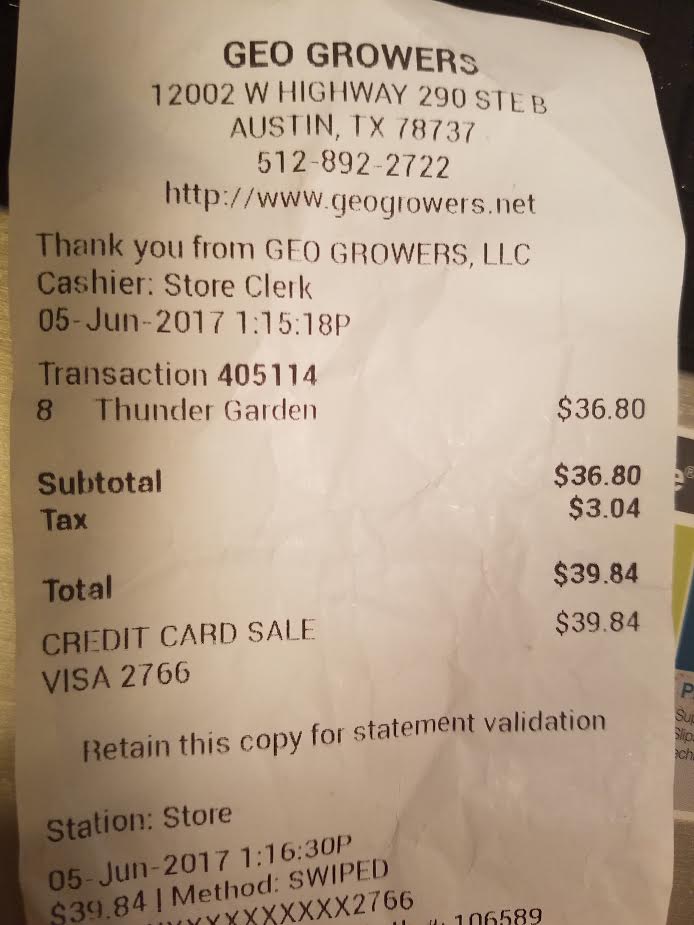 GEO GROWERS
12002 W HIGHWAY 290 STE B
AUSTIN, TX 78737
512-892-2722
http://www.geogrowers.net
Thank you from GEO GROWERS, LLC
Cashier: Store Clerk
05-Jun-2017 1:15:18P
Transaction 405114
8 Thunder Garden $36.80
Subtotal $36.80
Tax $3.04
Total $39.84
CREDIT CARD SALE $39.84
VISA 2766
Retain this copy for statement validation
Station: Store
05-Jun-2017 1:16:30P
$39.84 | Method: SWIPED
XXXXXXXXXXXX2766
#: 106589